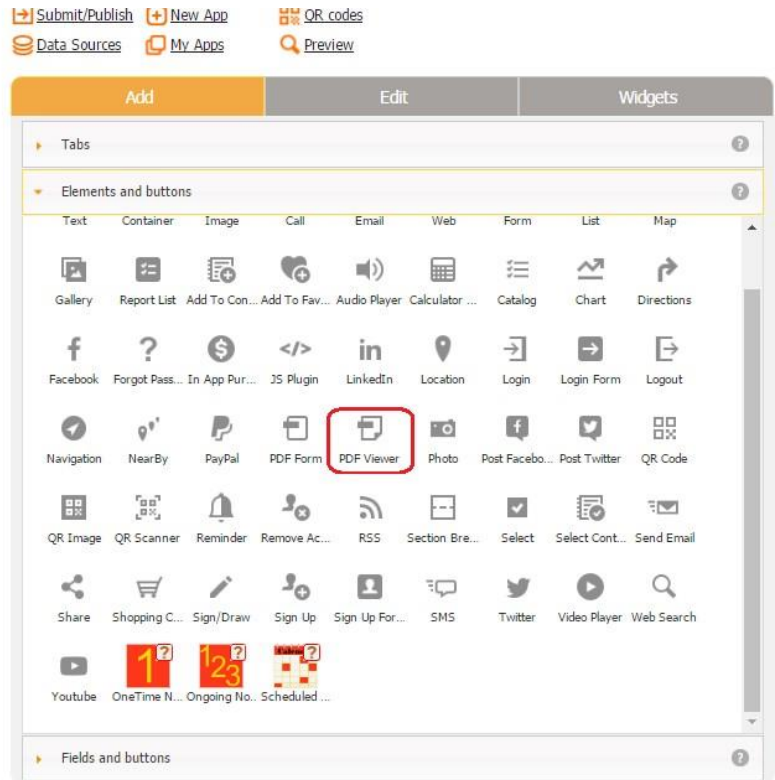 Submit/Publish New App QR codes
Data Sources My Apps Preview
Add Edit Widgets
Tabs ?
Elements and buttons ?
Text Container Image Call Email Web Form List Map
Gallery Report List Add To Con... Add To Fav... Audio Player Calculator ... Catalog Chart Directions
f ? $ </> in
Facebook Forgot Pass... In App Pur... JS Plugin LinkedIn Location Login Login Form Logout
Navigation NearBy PayPal PDF Form PDF Viewer Photo Post Facebo... Post Twitter QR Code
QR Image QR Scanner Reminder Remove Ac... RSS Section Bre... Select Select Cont... Send Email
Share Shopping C... Sign/Draw Sign Up Sign Up For... SMS Twitter Video Player Web Search
1 ? 123 ? Calendar ?
Youtube OneTime N... Ongoing No.. Scheduled ...
Fields and buttons ?